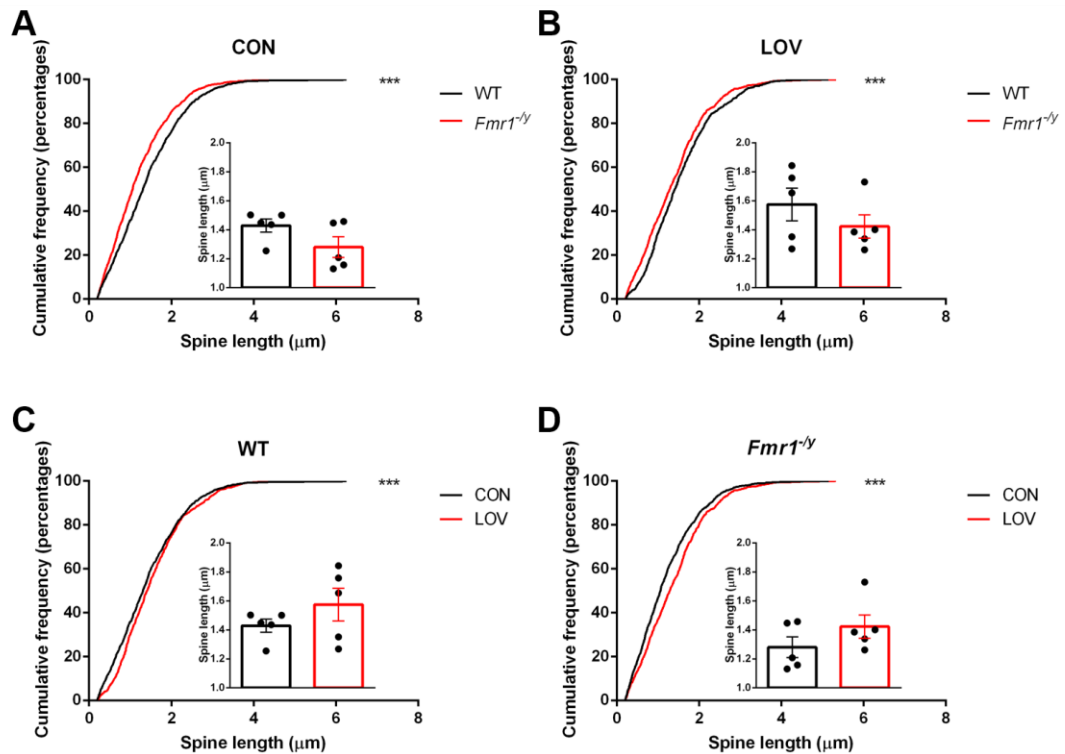 A
CON
Cumulative frequency (percentages)
100
80
60
40
20
0
0 2 4 6 8
Spine length (μm)
***
WT
Fmr1-/y
Spine length (μm)
2.0
1.8
1.6
1.4
1.2
1.0
B
LOV
Cumulative frequency (percentages)
100
80
60
40
20
0
0 2 4 6 8
Spine length (μm)
***
WT
Fmr1-/y
Spine length (μm)
2.0
1.8
1.6
1.4
1.2
1.0
C
WT
Cumulative frequency (percentages)
100
80
60
40
20
0
0 2 4 6 8
Spine length (μm)
***
CON
LOV
Spine length (μm)
2.0
1.8
1.6
1.4
1.2
1.0
D
Fmr1-/y
Cumulative frequency (percentages)
100
80
60
40
20
0
0 2 4 6 8
Spine length (μm)
***
CON
LOV
Spine length (μm)
2.0
1.8
1.6
1.4
1.2
1.0